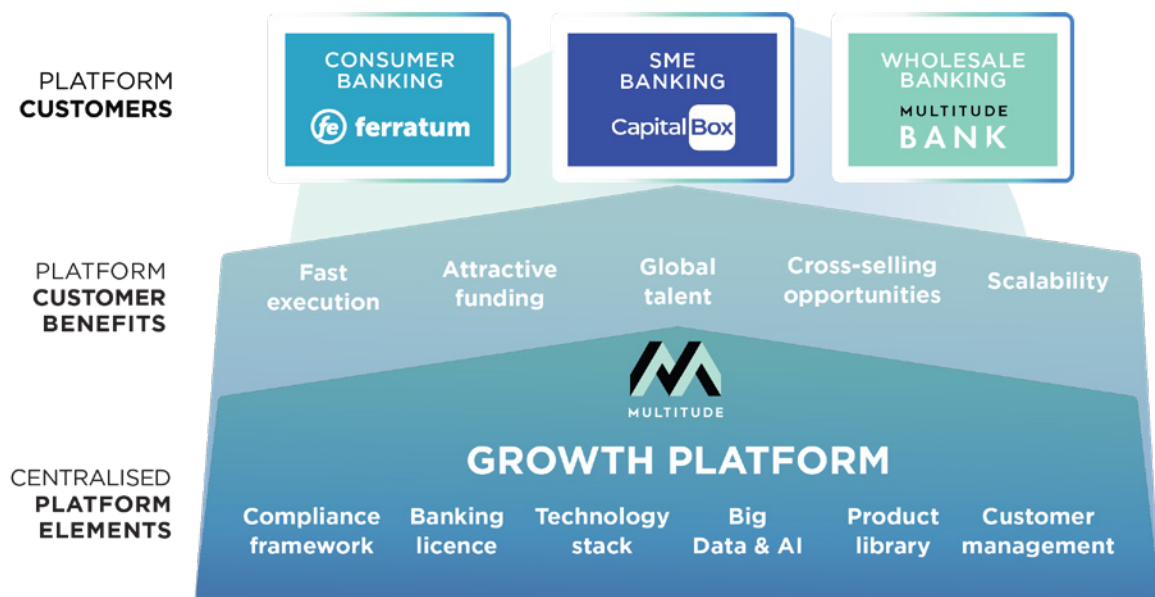 PLATFORM
CUSTOMERS
CONSUMER
BANKING
fe ferratum
SME
BANKING
CapitalBox
WHOLESALE
BANKING
MULTITUDE
BANK
PLATFORM
CUSTOMER
BENEFITS
Fast
execution
Attractive
funding
Global
talent
Cross-selling
opportunities
Scalability
MULTITUDE
CENTRALISED
PLATFORM
ELEMENTS
GROWTH PLATFORM
Compliance
framework
Banking
licence
Technology
stack
Big
Data & AI
Product
library
Customer
management